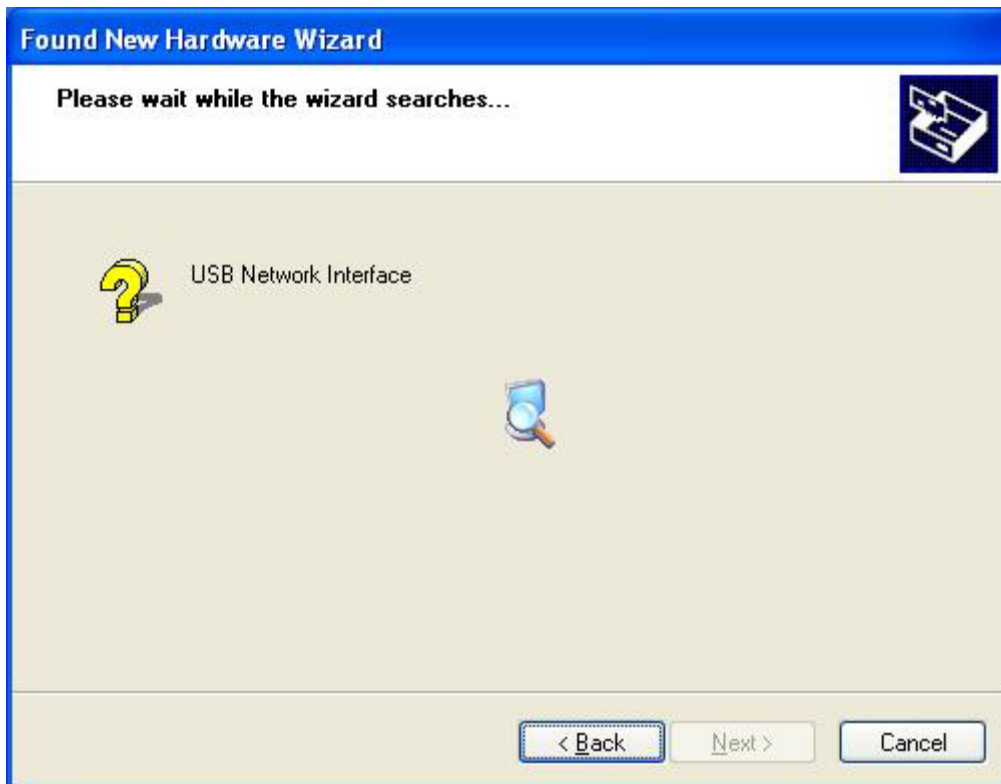 Found New Hardware Wizard
Please wait while the wizard searches...
USB Network Interface
< Back
Next >
Cancel